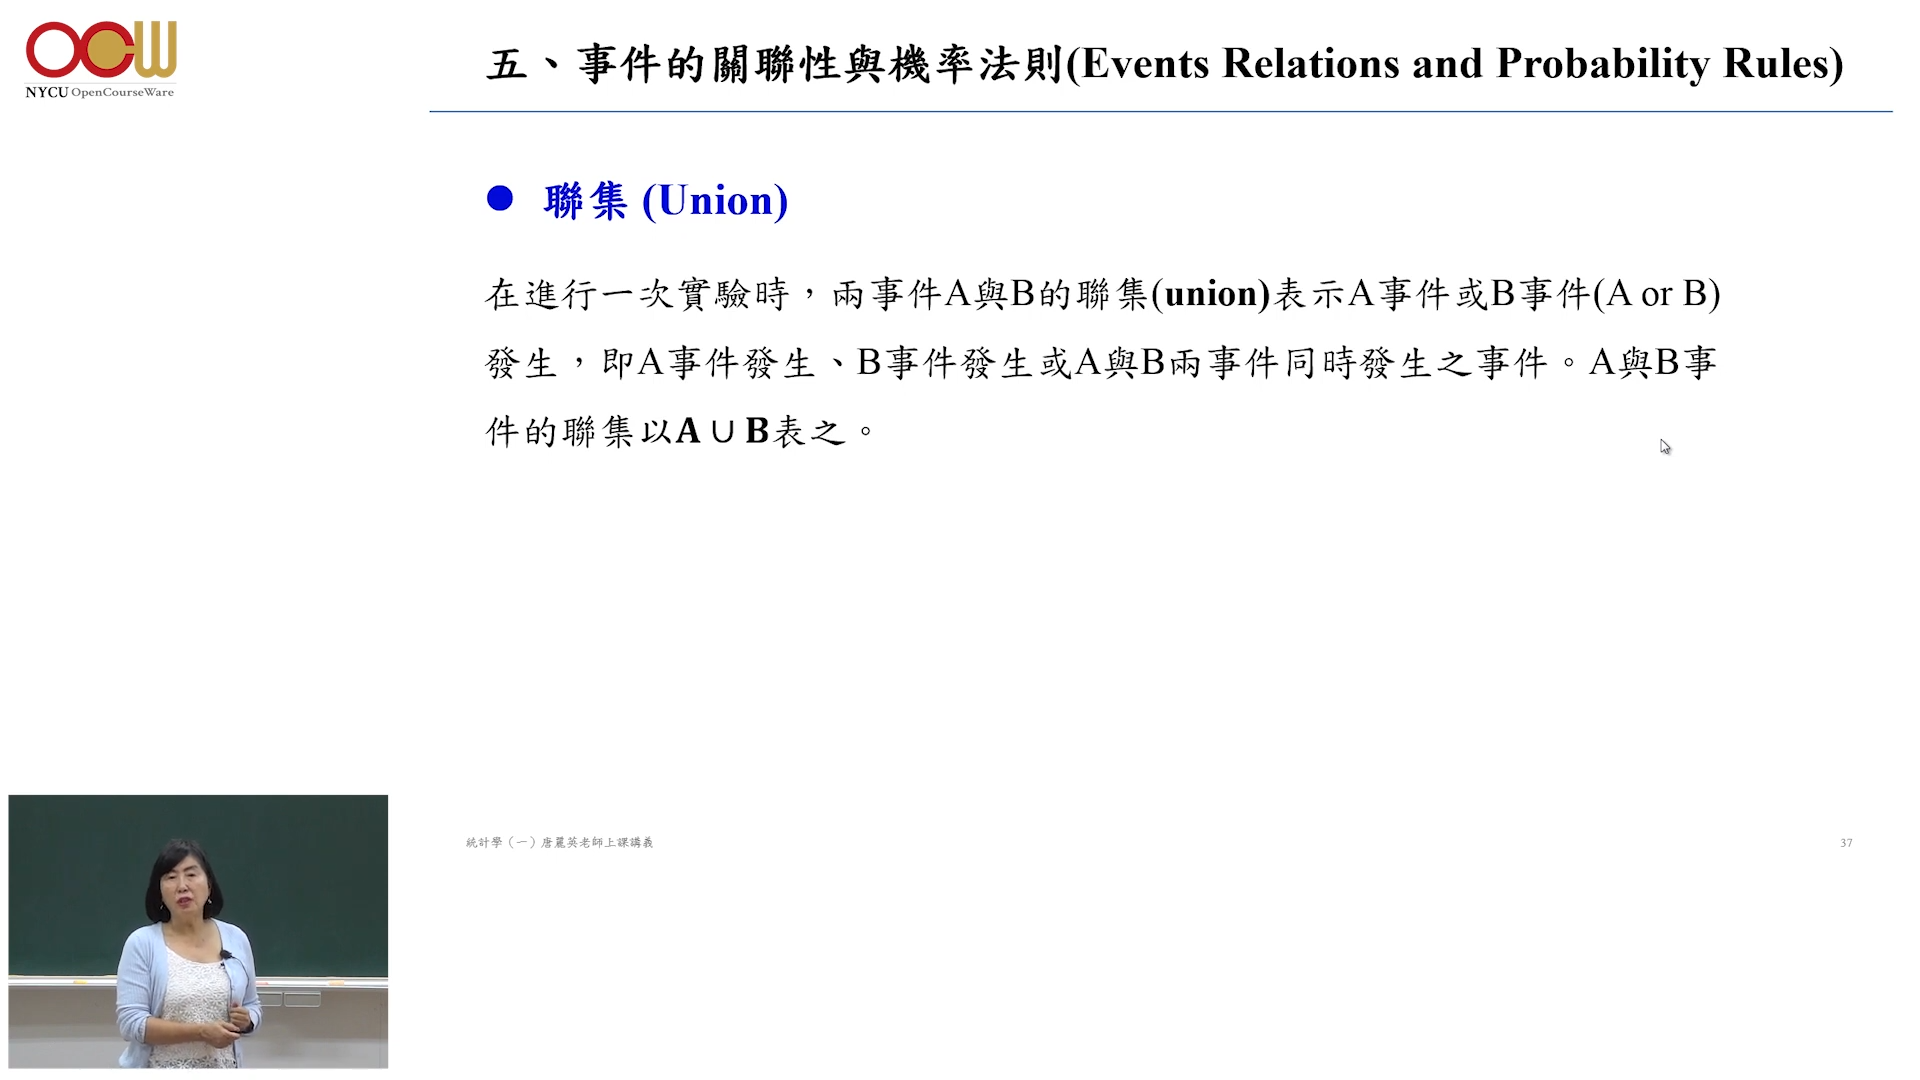 OCW
NYCU OpenCourseWare
五、事件的關聯性與機率法則(Events Relations and Probability Rules)
● 聯集 (Union)
在進行一次實驗時，兩事件A與B的聯集(union)表示A事件或B事件(A or B)
發生，即A事件發生、B事件發生或A與B兩事件同時發生之事件。A與B事
件的聯集以A ∪ B表之。
統計學（一）唐麗英老師上課講義
37